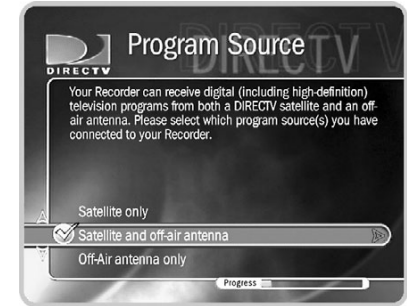 DIRECTV
Program Source
DIRECTV
Your Recorder can receive digital (including high-definition)
television programs from both a DIRECTV satellite and an off-
air antenna. Please select which program source(s) you have
connected to your Recorder.
Satellite only
Satellite and off-air antenna
Off-Air antenna only
Progress